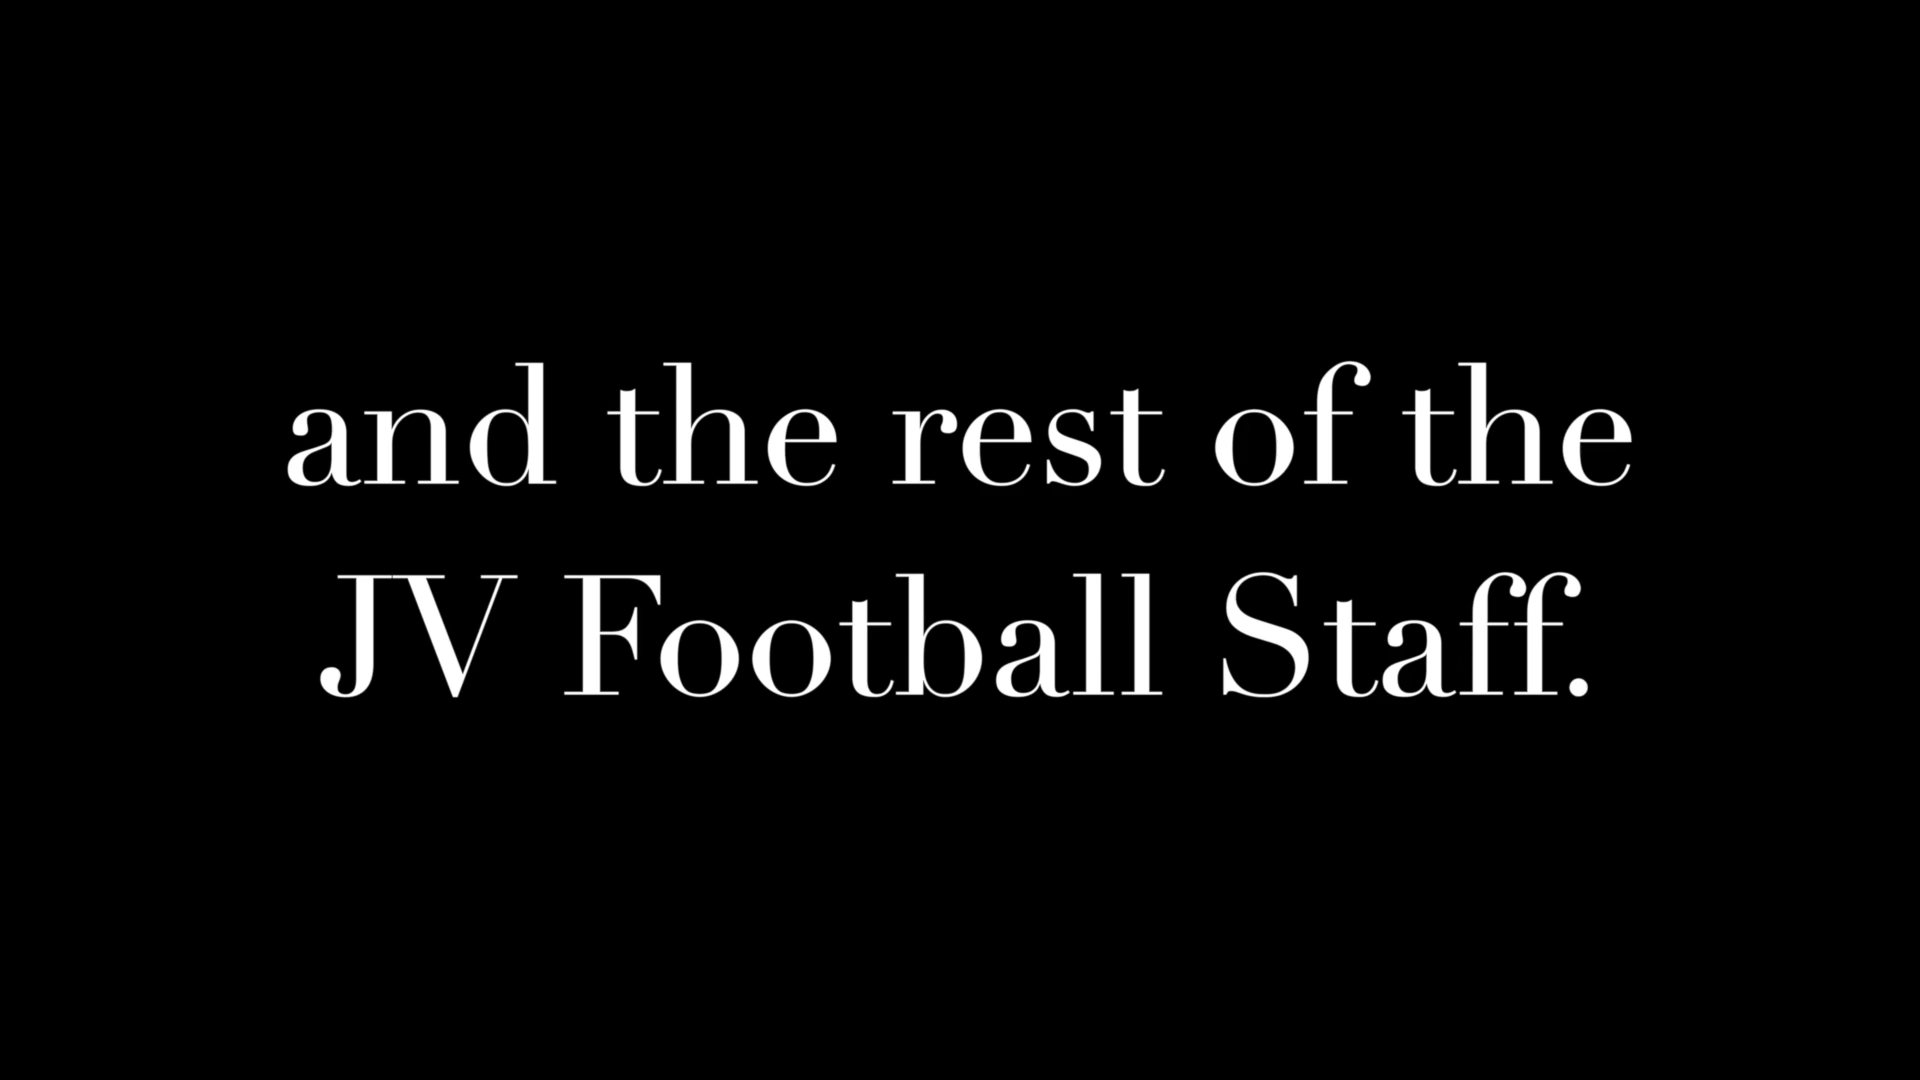 and the rest of the
JV Football Staff.